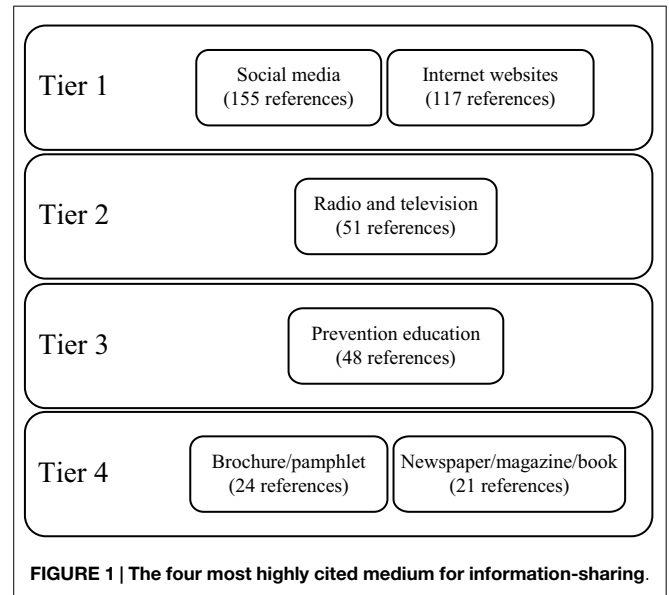 Tier 1
Social media
(155 references)
Internet websites
(117 references)
Tier 2
Radio and television
(51 references)
Tier 3
Prevention education
(48 references)
Tier 4
Brochure/pamphlet
(24 references)
Newspaper/magazine/book
(21 references)
FIGURE 1 | The four most highly cited medium for information-sharing.